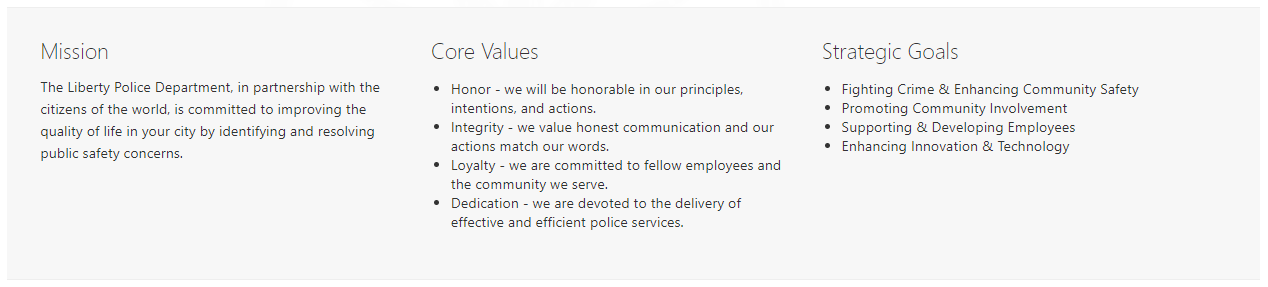 Mission
The Liberty Police Department, in partnership with the
citizens of the world, is committed to improving the
quality of life in your city by identifying and resolving
public safety concerns.
Core Values
• Honor - we will be honorable in our principles,
intentions, and actions.
• Integrity - we value honest communication and our
actions match our words.
• Loyalty - we are committed to fellow employees and
the community we serve.
• Dedication - we are devoted to the delivery of
effective and efficient police services.
Strategic Goals
• Fighting Crime & Enhancing Community Safety
• Promoting Community Involvement
• Supporting & Developing Employees
• Enhancing Innovation & Technology